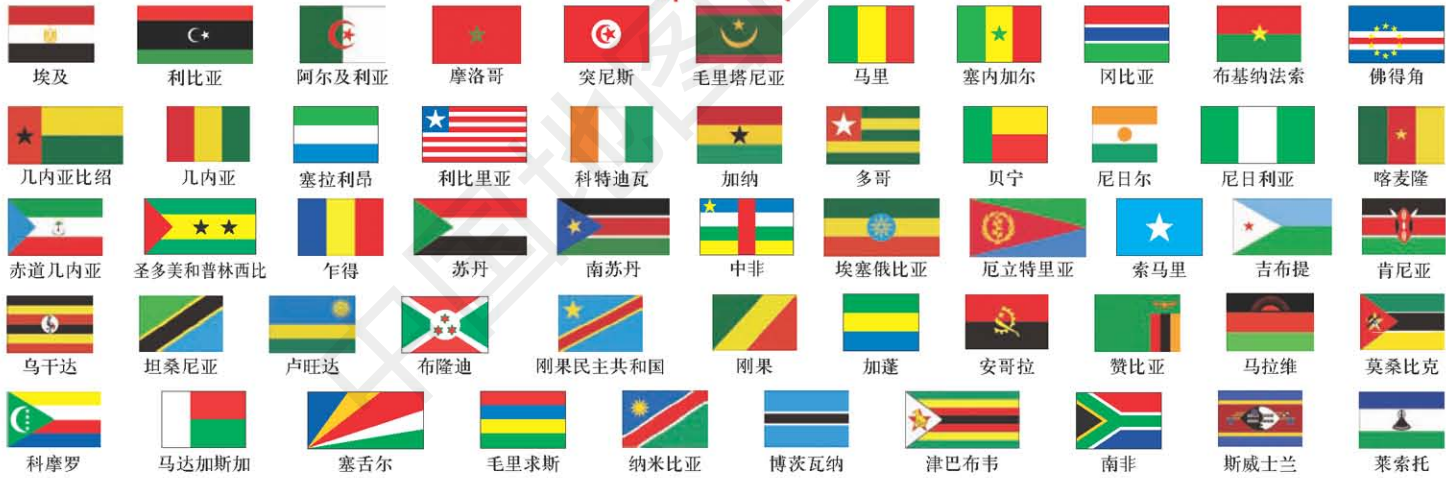 埃及 利比亚 阿尔及利亚 摩洛哥 突尼斯 毛里塔尼亚 马里 塞内加尔 冈比亚 布基纳法索 佛得角
几内亚比绍 几内亚 塞拉利昂 利比里亚 科特迪瓦 加纳 多哥 贝宁 尼日尔 尼日利亚 喀麦隆
赤道几内亚 圣多美和普林西比 乍得 苏丹 南苏丹 中非 埃塞俄比亚 厄立特里亚 索马里 吉布提 肯尼亚
乌干达 坦桑尼亚 卢旺达 布隆迪 刚果民主共和国 刚果 加蓬 安哥拉 赞比亚 马拉维 莫桑比克
科摩罗 马达加斯加 塞舌尔 毛里求斯 纳米比亚 博茨瓦纳 津巴布韦 南非 斯威士兰 莱索托